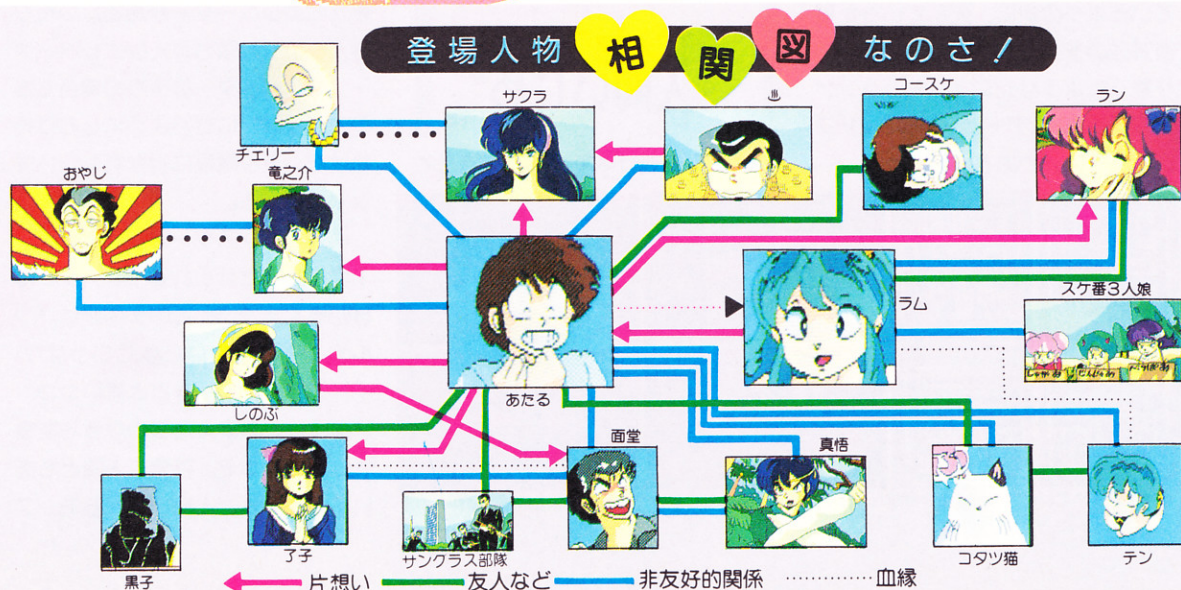 登場人物相関図なのさ!
サクラ
♨
コースケ
ラン
チェリー
おやじ
竜之介
ラム
スケ番3人娘
あたる
しのぶ
面堂
真悟
黒子
了子
サングラス部隊
コタツ猫
テン
片想い
友人など
非友好的関係
血縁